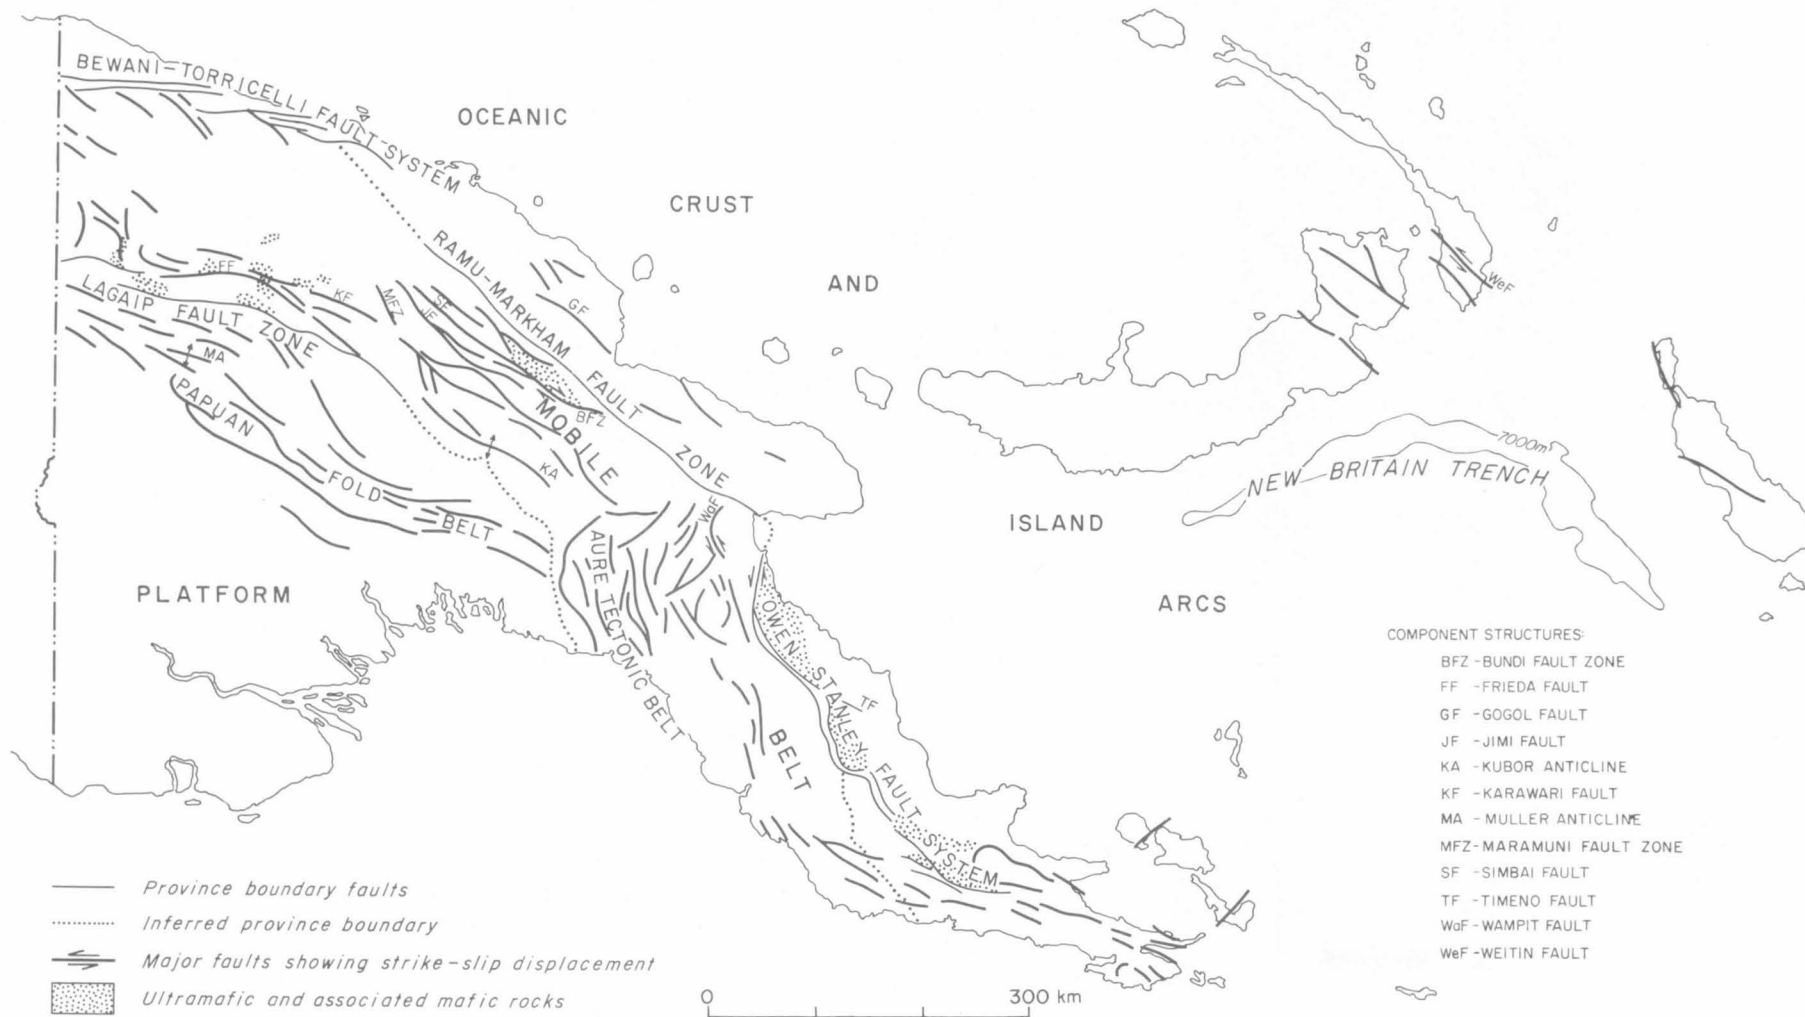 BEWANI-TORRICELLI FAULT SYSTEM
OCEANIC
CRUST
AND
ISLAND
ARCS
RAMU-MARKHAM FAULT ZONE
LAGAIP FAULT ZONE
FF
KF
MFZ
SF
JF
GF
WeF
MA
PAPUAN FOLD BELT
BFZ
MOBILE
BELT
KA
WaF
7000m
NEW BRITAIN TRENCH
AURE TECTONIC BELT
PLATFORM
OWEN STANLEY FAULT SYSTEM
TF
COMPONENT STRUCTURES:
BFZ - BUNDI FAULT ZONE
FF - FRIEDA FAULT
GF - GOGOL FAULT
JF - JIMI FAULT
KA - KUBOR ANTICLINE
KF - KARAWARI FAULT
MA - MULLER ANTICLINE
MFZ - MARAMUNI FAULT ZONE
SF - SIMBAI FAULT
TF - TIMENO FAULT
WaF - WAMPIT FAULT
WeF - WEITIN FAULT
Province boundary faults
Inferred province boundary
Major faults showing strike-slip displacement
Ultramafic and associated mafic rocks
0 300 km